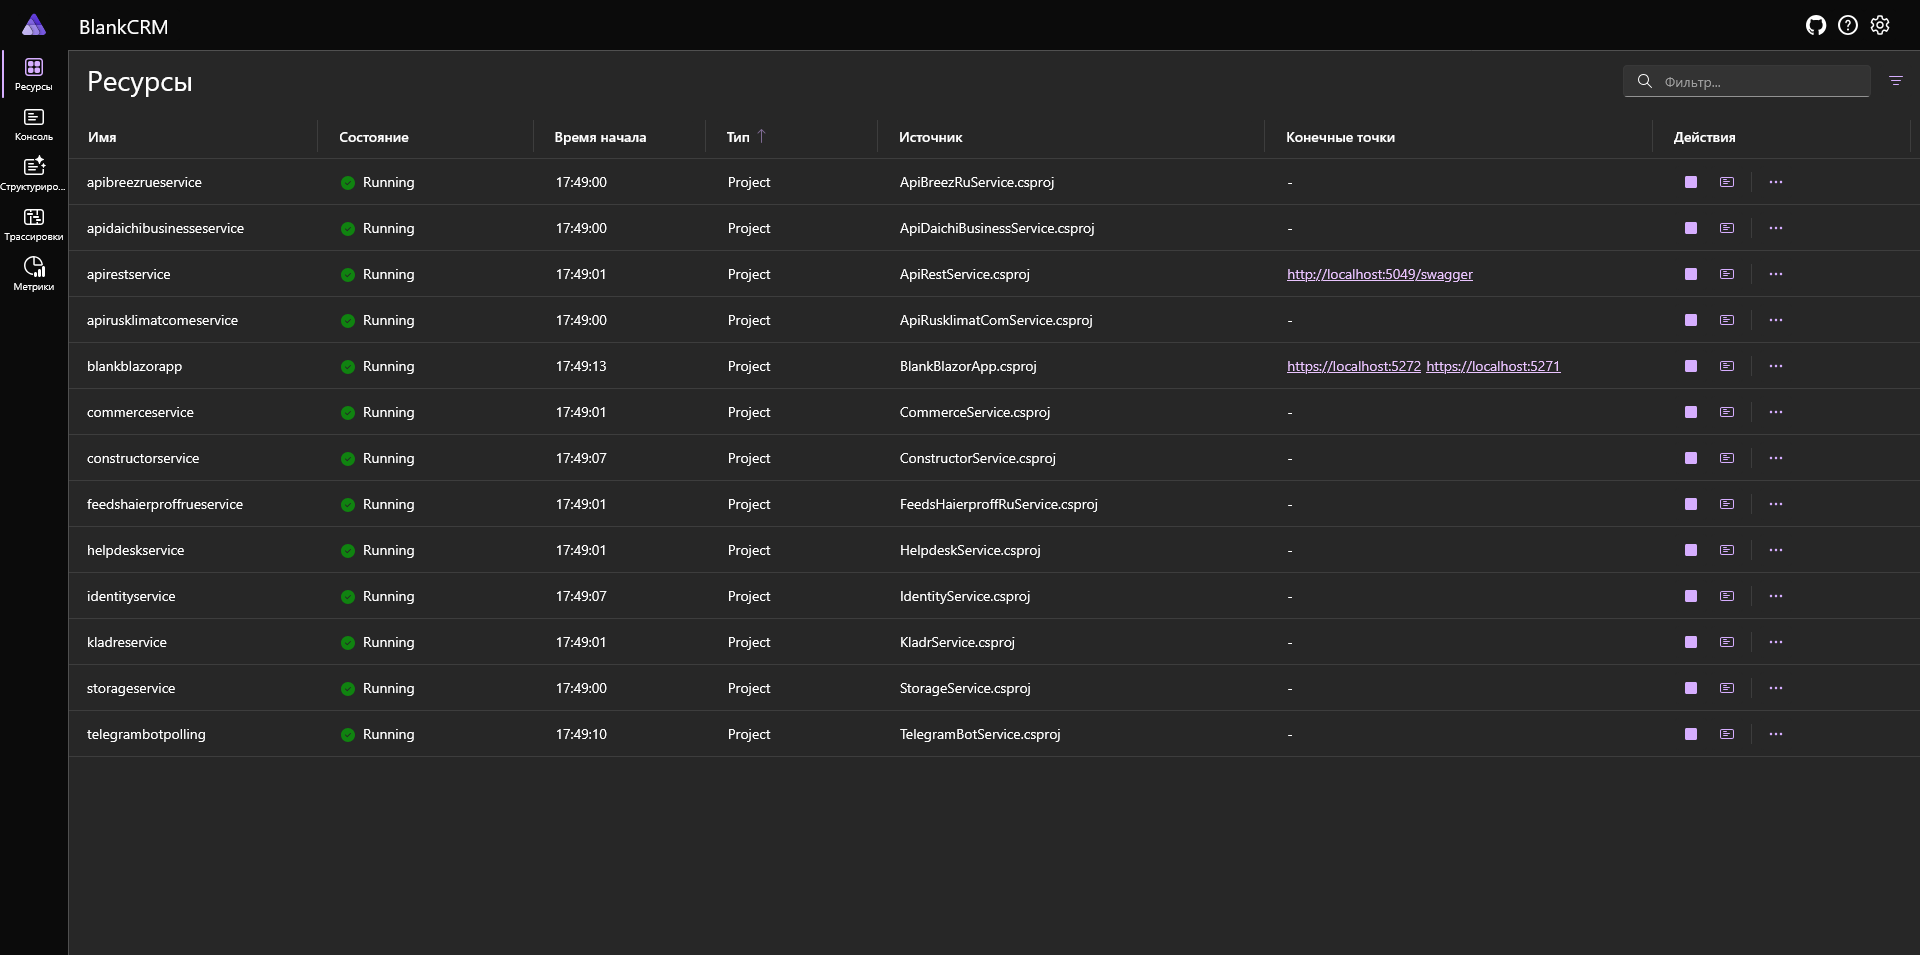 BlankCRM
Ресурсы
Консоль
Структуриро...
Трассировки
Метрики
Ресурсы
Фильтр...
Имя Состояние Время начала Тип Источник Конечные точки Действия
apibreezrueservice Running 17:49:00 Project ApiBreezRuService.csproj -
apidaichibusinesseservice Running 17:49:00 Project ApiDaichiBusinessService.csproj -
apirestservice Running 17:49:01 Project ApiRestService.csproj http://localhost:5049/swagger
apirusklimatcomeservice Running 17:49:00 Project ApiRusklimatComService.csproj -
blankblazorapp Running 17:49:13 Project BlankBlazorApp.csproj https://localhost:5272 https://localhost:5271
commerceservice Running 17:49:01 Project CommerceService.csproj -
constructorservice Running 17:49:07 Project ConstructorService.csproj -
feedshaierproffrueservice Running 17:49:01 Project FeedsHaierproffRuService.csproj -
helpdeskservice Running 17:49:01 Project HelpdeskService.csproj -
identityservice Running 17:49:07 Project IdentityService.csproj -
kladreservice Running 17:49:01 Project KladrService.csproj -
storageservice Running 17:49:00 Project StorageService.csproj -
telegrambotpolling Running 17:49:10 Project TelegramBotService.csproj -